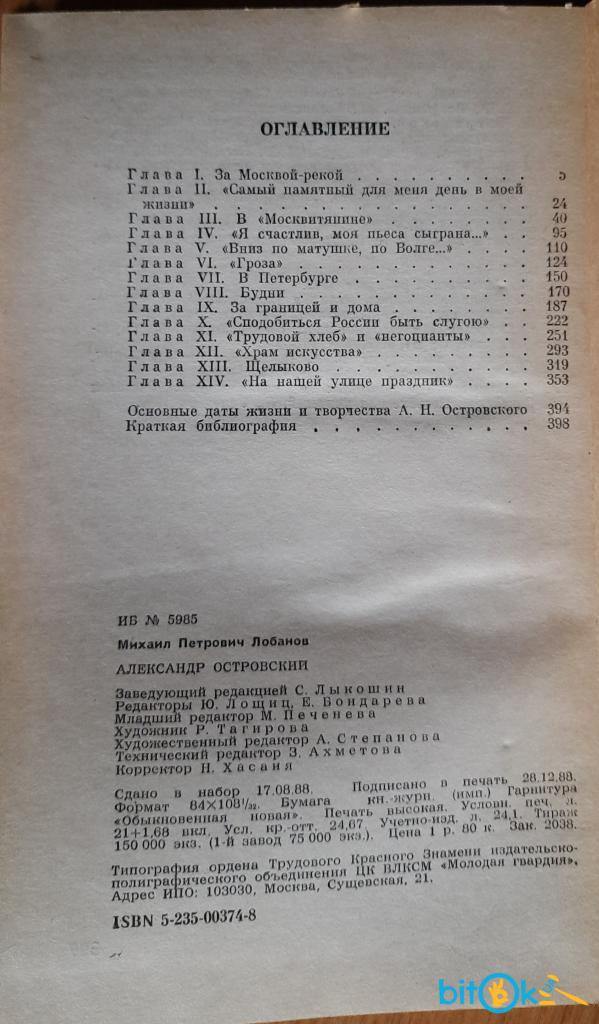 ОГЛАВЛЕНИЕ
Глава I. За Москвой-рекой . . . . . . . . . . 5
Глава II. «Самый памятный для меня день в моей
жизни» . . . . . . . . . . . . . . . . 24
Глава III. В «Москвитянине» . . . . . . . . 40
Глава IV. «Я счастлив, моя пьеса сыграна...» . . 95
Глава V. «Вниз по матушке, по Волге...» . . . . 110
Глава VI. «Гроза» . . . . . . . . . . . . 124
Глава VII. В Петербурге . . . . . . . . . . 150
Глава VIII. Будни . . . . . . . . . . . . 170
Глава IX. За границей и дома . . . . . . . . 187
Глава X. «Сподобиться России быть слугою» . . 222
Глава XI. «Трудовой хлеб» и «негоцианты» . . . 251
Глава XII. «Храм искусства» . . . . . . . . 293
Глава XIII. Щелыково . . . . . . . . . . 319
Глава XIV. «На нашей улице праздник» . . . . 353
Основные даты жизни и творчества А. Н. Островского 394
Краткая библиография . . . . . . . . . . . . 398
ИБ № 5985
Михаил Петрович Лобанов
АЛЕКСАНДР ОСТРОВСКИЙ
Заведующий редакцией С. Лыкошин
Редакторы Ю. Лощиц, Е. Бондарева
Младший редактор М. Печенева
Художник Р. Тагирова
Художественный редактор А. Степанова
Технический редактор З. Ахметова
Корректор Н. Хасаия
Сдано в набор 17.08.88. Подписано в печать 28.12.88.
Формат 84×108¹/₃₂. Бумага кн.-журн. (имп.) Гарнитура
«Обыкновенная новая». Печать высокая. Условн. печ. л.
21+1,68 вкл. Усл. кр.-отт. 24,67. Учетно-изд. л. 24,1. Тираж
150 000 экз. (1-й завод 75 000 экз.). Цена 1 р. 80 к. Зак. 2038.
Типография ордена Трудового Красного Знамени издательско-
полиграфического объединения ЦК ВЛКСМ «Молодая гвардия».
Адрес ИПО: 103030, Москва, Сущевская, 21.
ISBN 5-235-00374-8
bitok